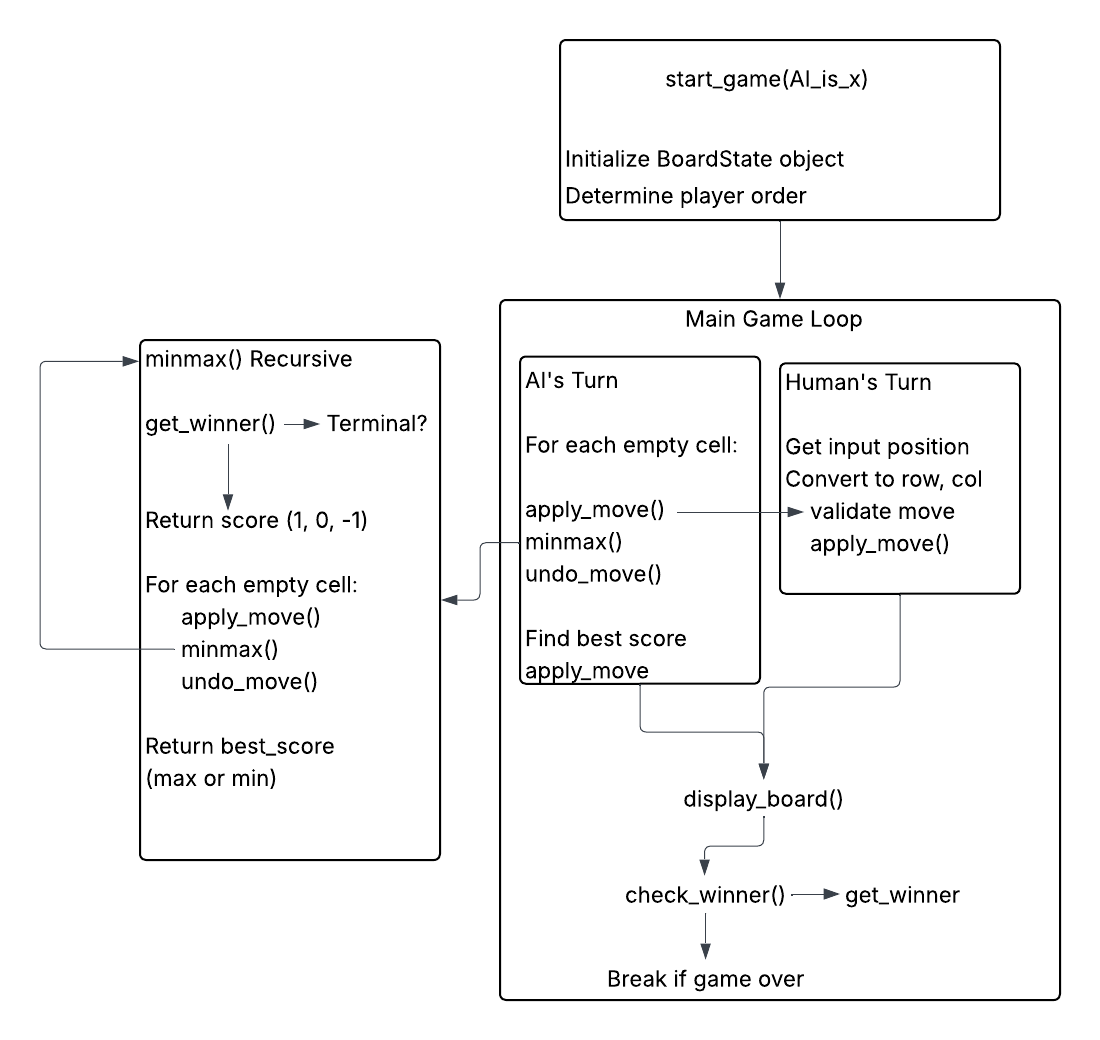 start_game(AI_is_x)
Initialize BoardState object
Determine player order
Main Game Loop
minmax() Recursive
get_winner() Terminal?
Return score (1, 0, -1)
For each empty cell:
apply_move()
minmax()
undo_move()
Return best_score
(max or min)
AI's Turn
For each empty cell:
apply_move()
minmax()
undo_move()
Find best score
apply_move
Human's Turn
Get input position
Convert to row, col
validate move
apply_move()
display_board()
check_winner() get_winner
Break if game over